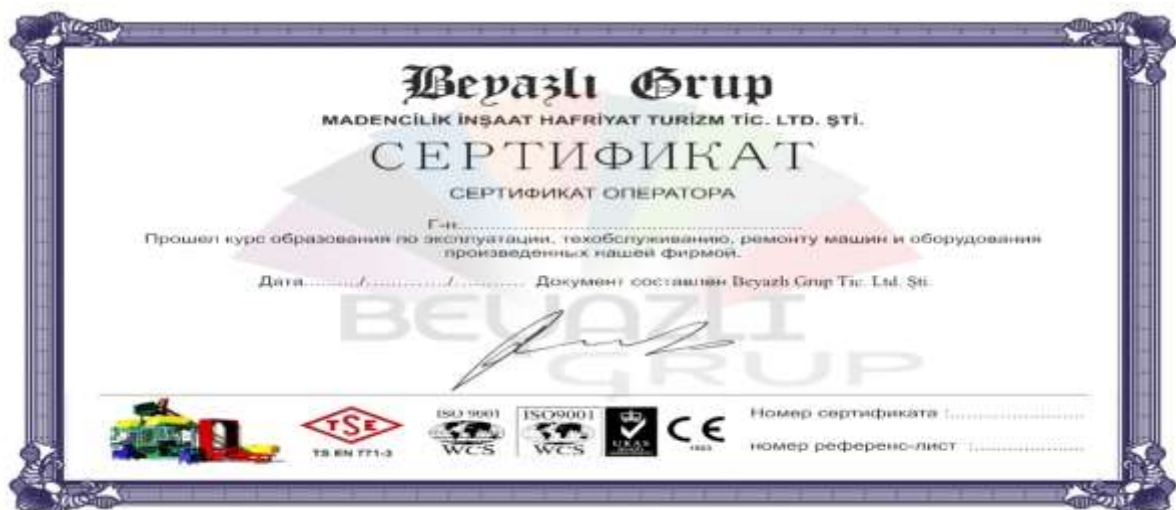 Beyazlı Grup
MADENCİLİK İNŞAAT HAFRİYAT TURİZM TİC. LTD. ŞTİ.
СЕРТИФИКАТ
СЕРТИФИКАТ ОПЕРАТОРА
Г-н...............................................................
Прошел курс образования по эксплуатации, техобслуживанию, ремонту машин и оборудования
произведенных нашей фирмой.
Дата........../............../.............. Документ составлен Beyazlı Grup Tic. Ltd. Şti.
BEYAZLI
GRUP
TSE
TS EN 771-3
ISO 9001
WCS
ISO9001
WCS
UKAS
CE
Номер сертификата :........................
номер референс-лист :....................